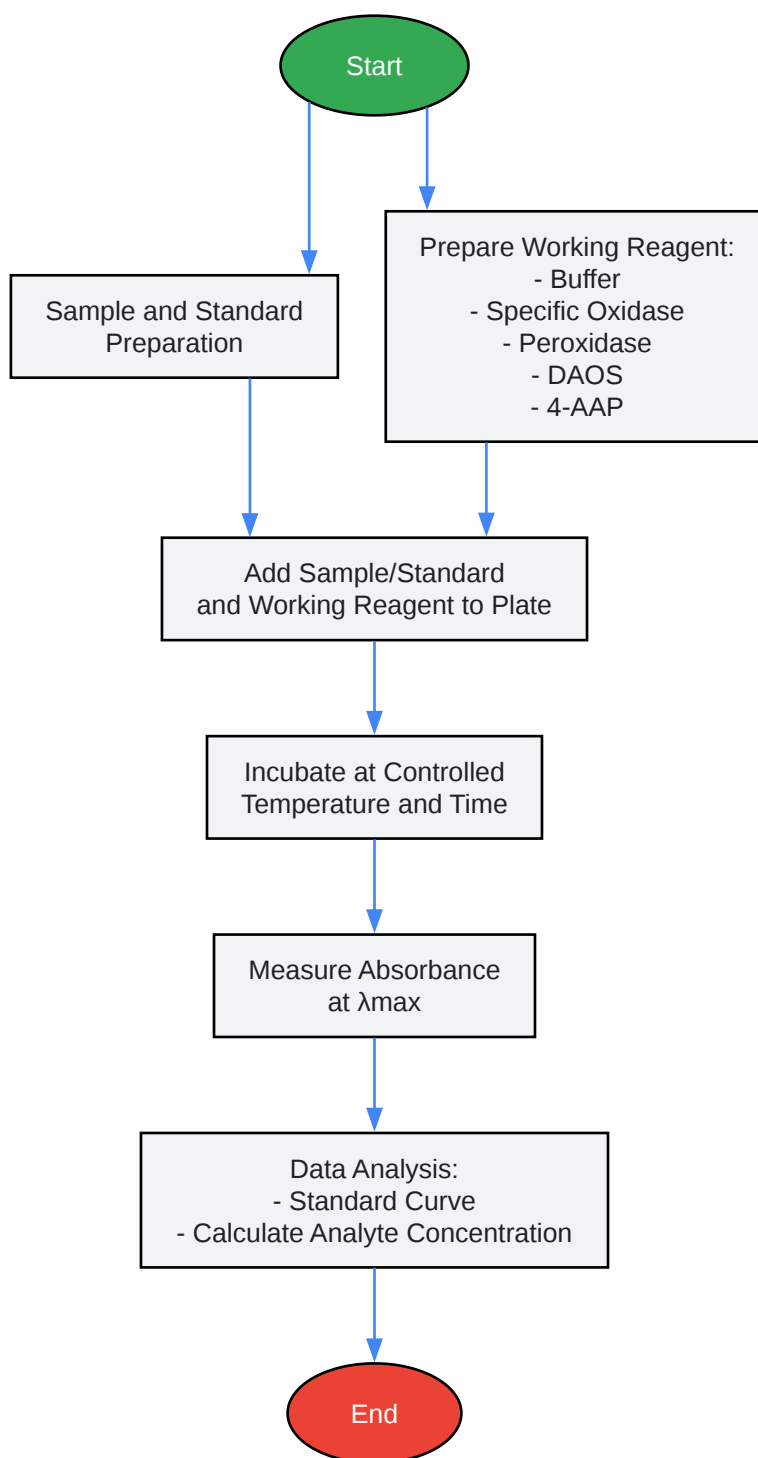 Start
Sample and Standard
Preparation
Prepare Working Reagent:
- Buffer
- Specific Oxidase
- Peroxidase
- DAOS
- 4-AAP
Add Sample/Standard
and Working Reagent to Plate
Incubate at Controlled
Temperature and Time
Measure Absorbance
at λmax
Data Analysis:
- Standard Curve
- Calculate Analyte Concentration
End